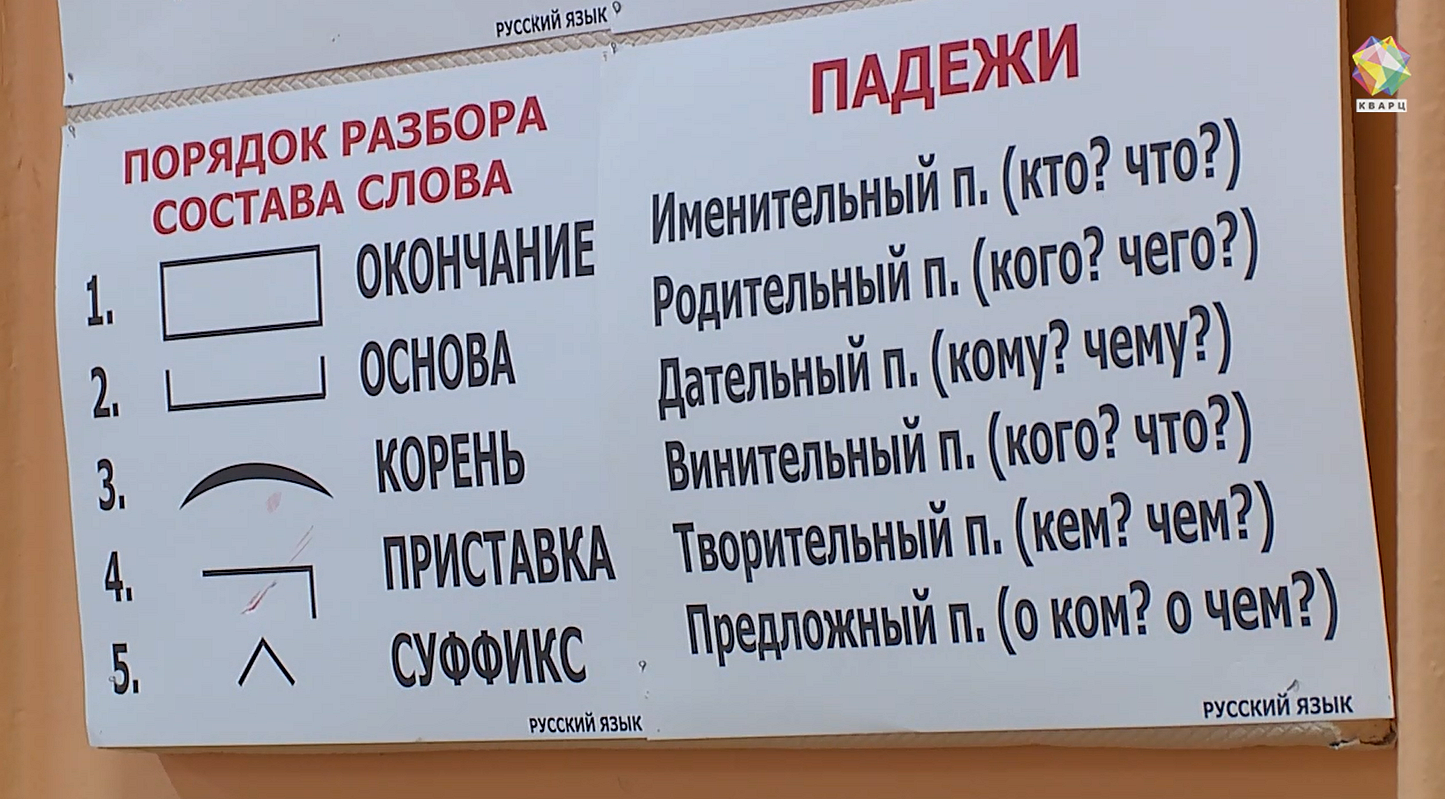 РУССКИЙ ЯЗЫК
КВАРЦ
ПОРЯДОК РАЗБОРА
СОСТАВА СЛОВА
1. ОКОНЧАНИЕ
2. ОСНОВА
3. КОРЕНЬ
4. ПРИСТАВКА
5. СУФФИКС
РУССКИЙ ЯЗЫК
ПАДЕЖИ
Именительный п. (кто? что?)
Родительный п. (кого? чего?)
Дательный п. (кому? чему?)
Винительный п. (кого? что?)
Творительный п. (кем? чем?)
Предложный п. (о ком? о чем?)
РУССКИЙ ЯЗЫК